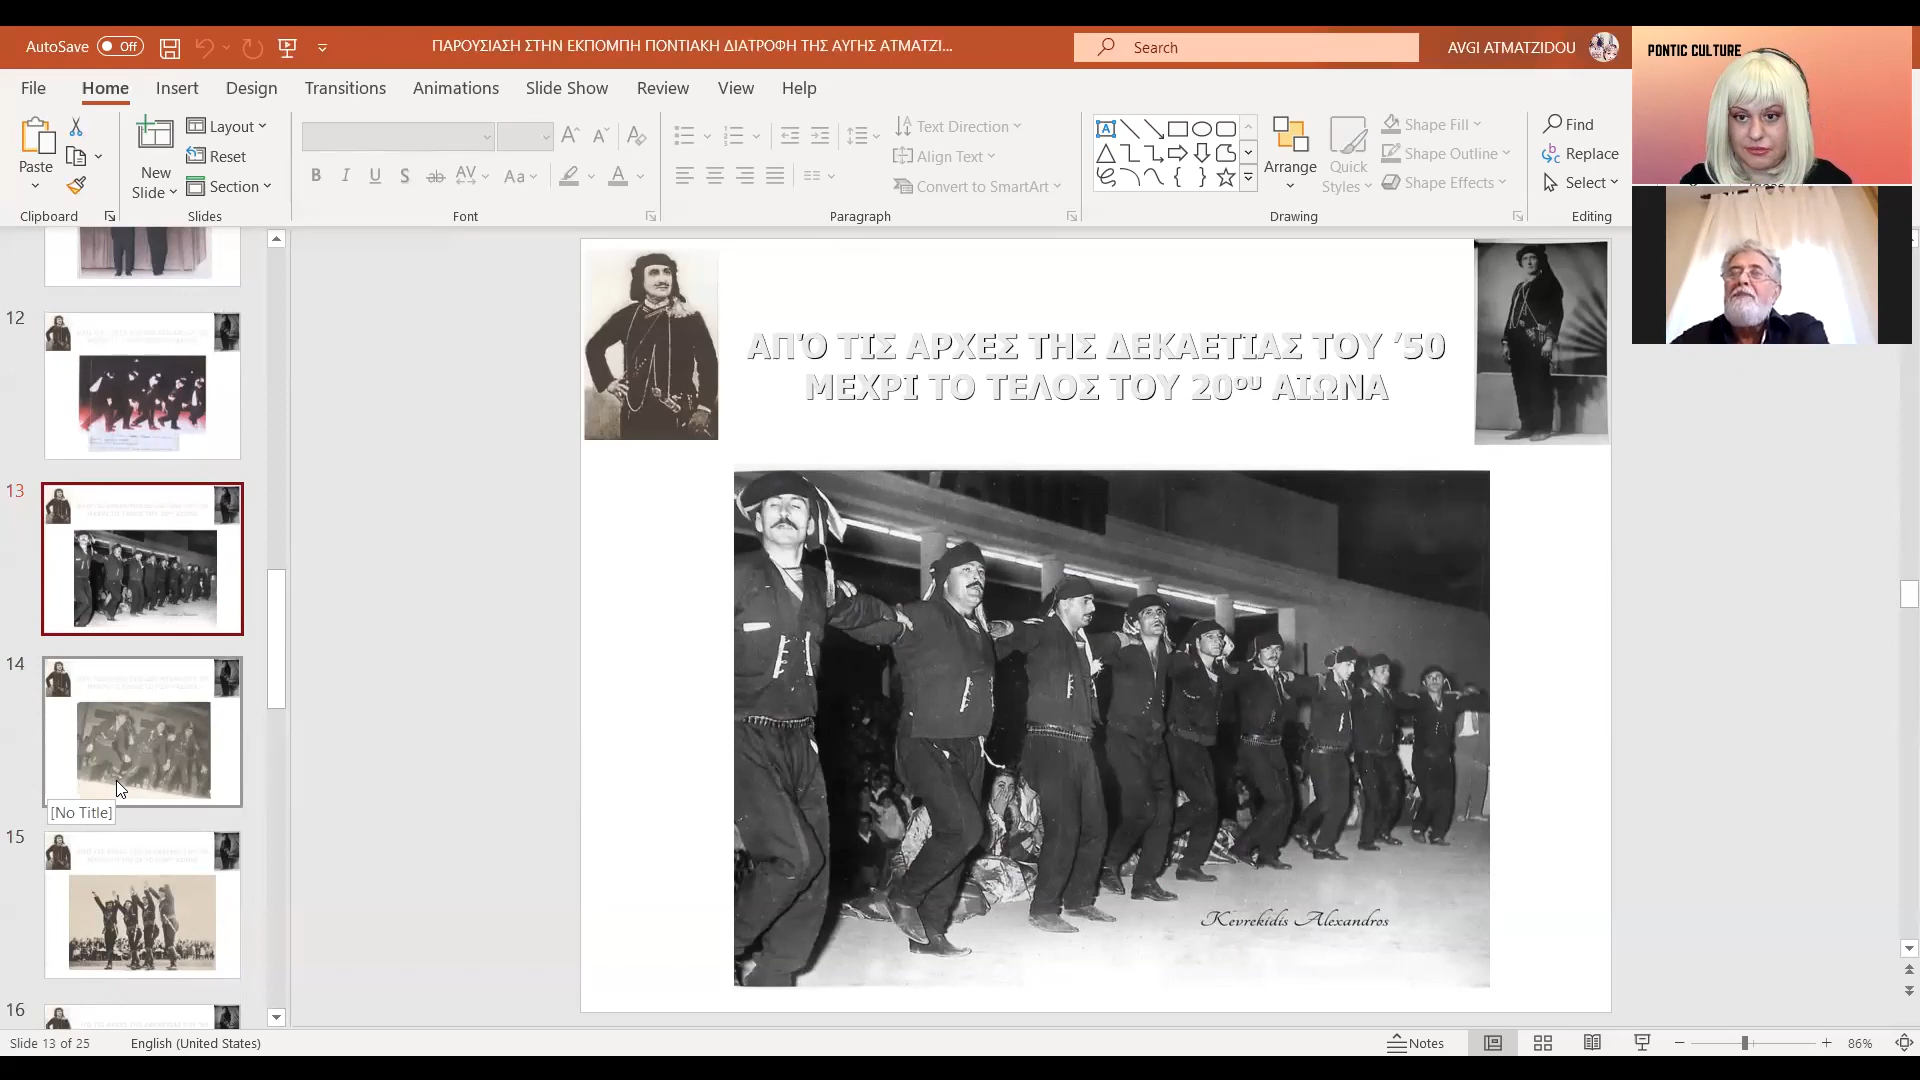 AutoSave Off
ΠΑΡΟΥΣΙΑΣΗ ΣΤΗΝ ΕΚΠΟΜΠΗ ΠΟΝΤΙΑΚΗ ΔΙΑΤΡΟΦΗ ΤΗΣ ΑΥΓΗΣ ΑΤΜΑΤΖΙ...
Search
AVGI ATMATZIDOU
PONTIC CULTURE
File Home Insert Design Transitions Animations Slide Show Review View Help
Paste
New Slide
Layout
Reset
Section
B I U S ab AV Aa A
Text Direction
Align Text
Convert to SmartArt
Arrange
Quick Styles
Shape Fill
Shape Outline
Shape Effects
Find
Replace
Select
Clipboard Slides Font Paragraph Drawing Editing
12
13
14
[No Title]
15
16
ΑΠΌ ΤΙΣ ΑΡΧΕΣ ΤΗΣ ΔΕΚΑΕΤΙΑΣ ΤΟΥ ’50
ΜΕΧΡΙ ΤΟ ΤΕΛΟΣ ΤΟΥ 20ου ΑΙΩΝΑ
Kevrekidis Alexandros
Slide 13 of 25 English (United States) Notes 86%